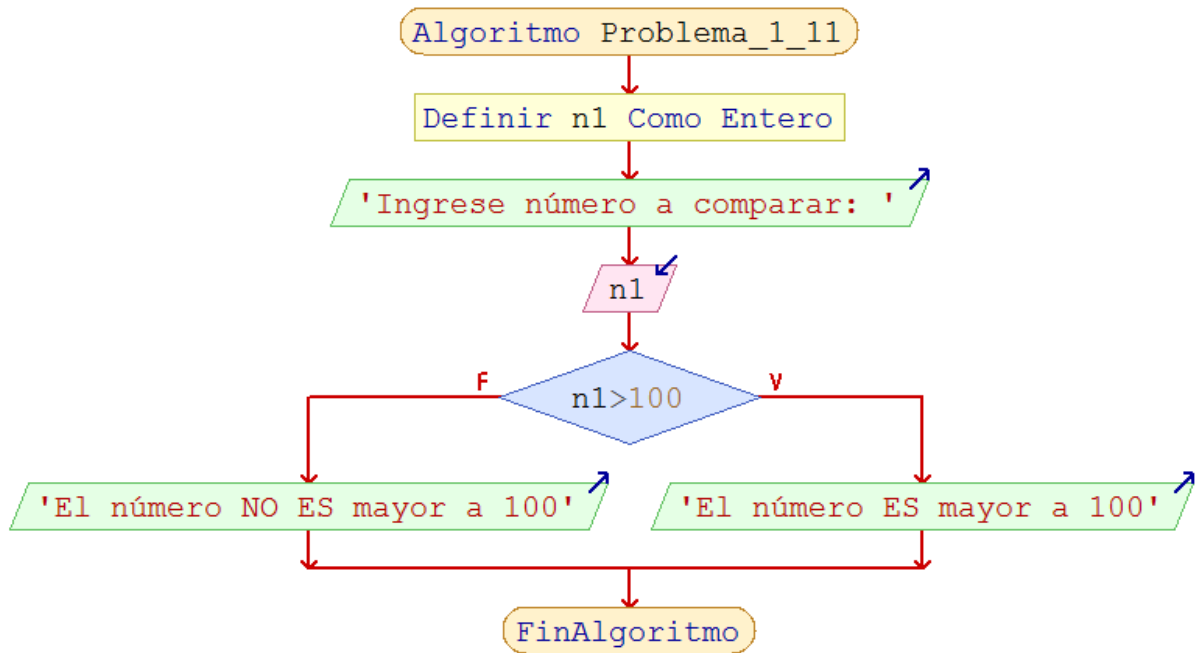 Algoritmo Problema_1_11
Definir n1 Como Entero
'Ingrese número a comparar: '
n1
F
n1>100
V
'El número NO ES mayor a 100'
'El número ES mayor a 100'
FinAlgoritmo